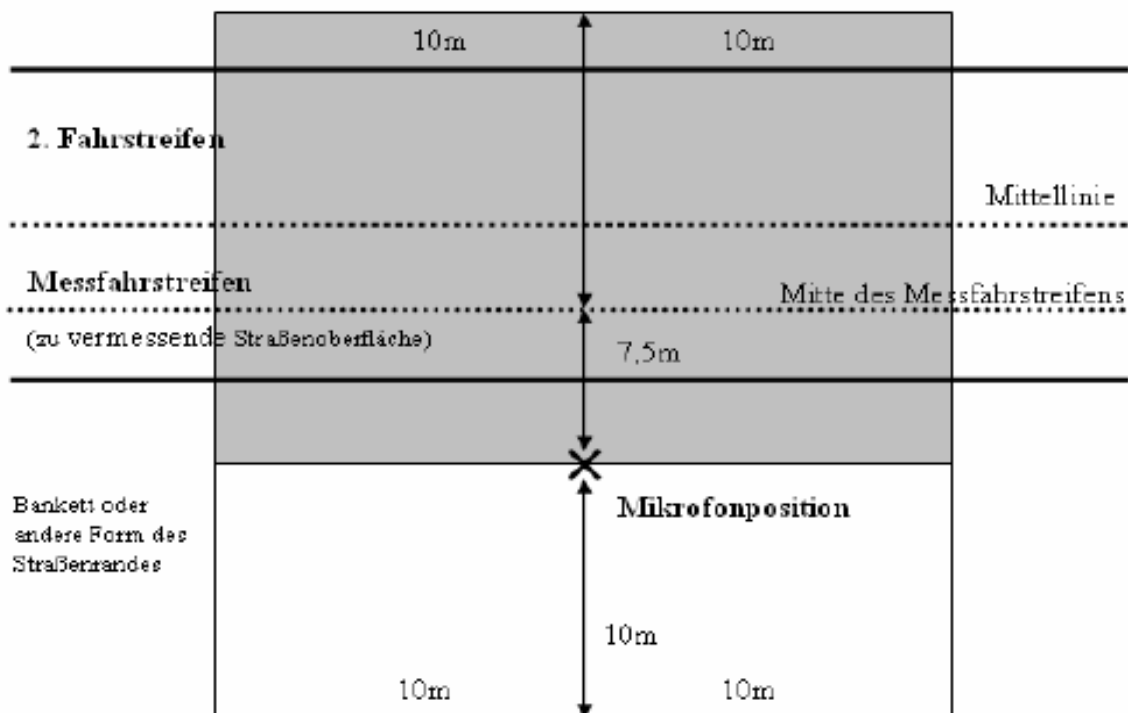 10m 10m
2. Fahrstreifen
Mittellinie
Messfahrstreifen
Mitte des Messfahrstreifens
(zu vermessende Straßenoberfläche)
7,5m
Mikrofonposition
Bankett oder
andere Form des
Straßenrandes
10m
10m 10m